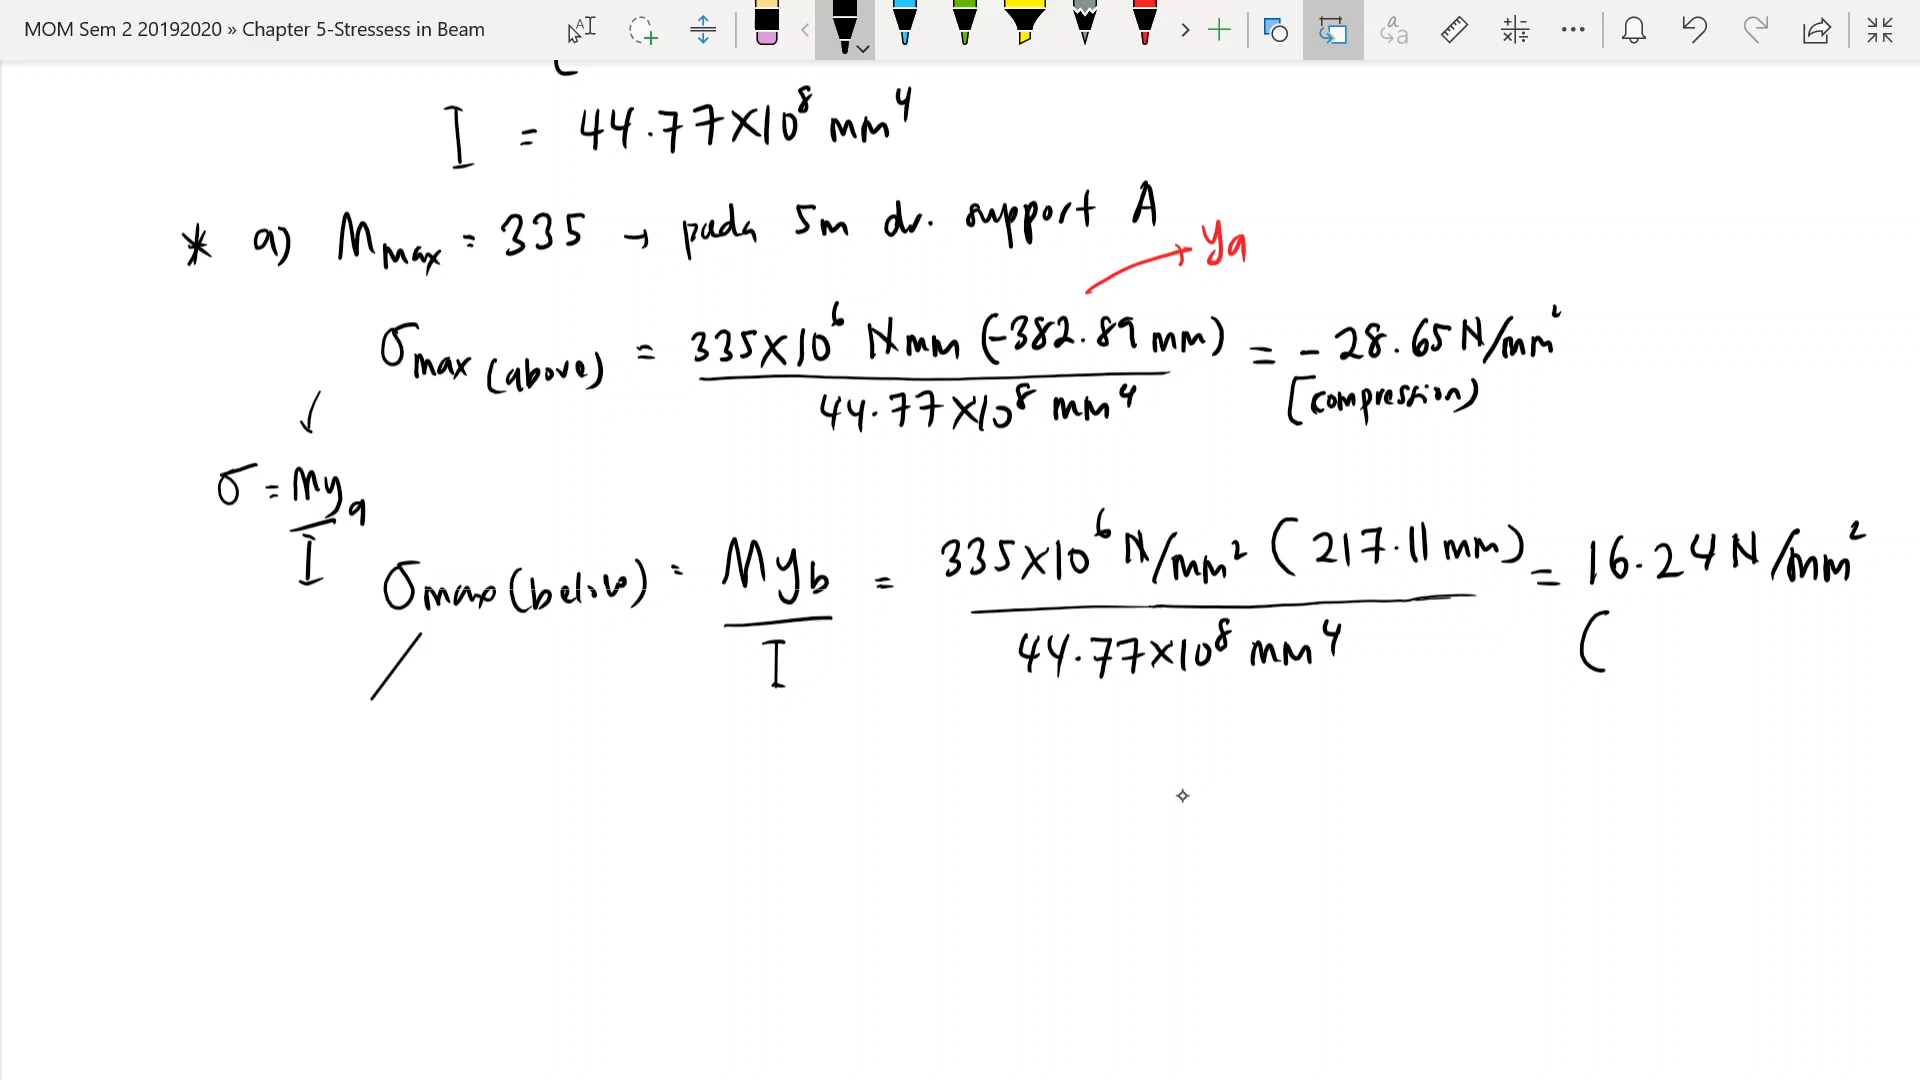 MOM Sem 2 20192020 » Chapter 5-Stressess in Beam
I = 44.77×10⁸ mm⁴
* a) Mmax = 335 → pada 5m dr. support A
ya
σmax (above) = 335×10⁶ Nmm (-382.89 mm) / 44.77×10⁸ mm⁴ = -28.65 N/mm²
[compression)
σ = Mya / I
σmax (below) = Myb / I = 335×10⁶ N/mm² (217.11 mm) / 44.77×10⁸ mm⁴ = 16.24 N/mm²
(